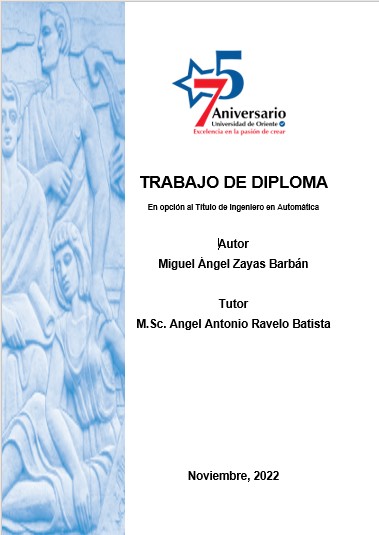 75
Aniversario
Universidad de Oriente
Excelencia en la pasión de crear
TRABAJO DE DIPLOMA
En opción al Título de Ingeniero en Automática
Autor
Miguel Àngel Zayas Barbán
Tutor
M.Sc. Angel Antonio Ravelo Batista
Noviembre, 2022